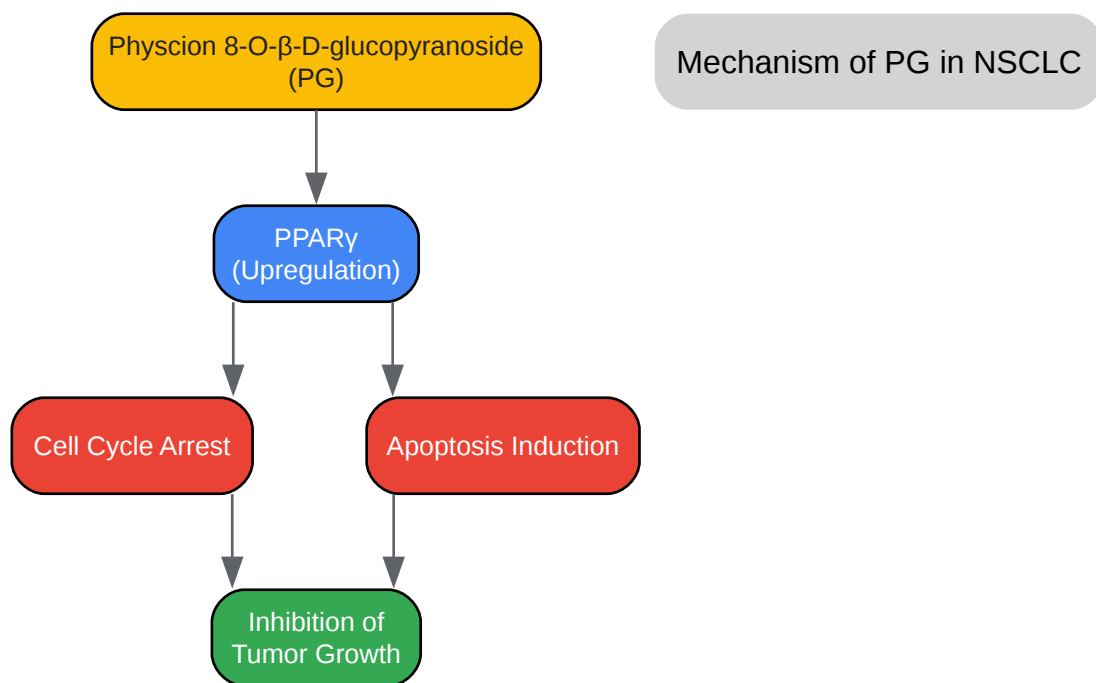 Physcion 8-O-β-D-glucopyranoside
(PG)
Mechanism of PG in NSCLC
PPARγ
(Upregulation)
Cell Cycle Arrest
Apoptosis Induction
Inhibition of
Tumor Growth